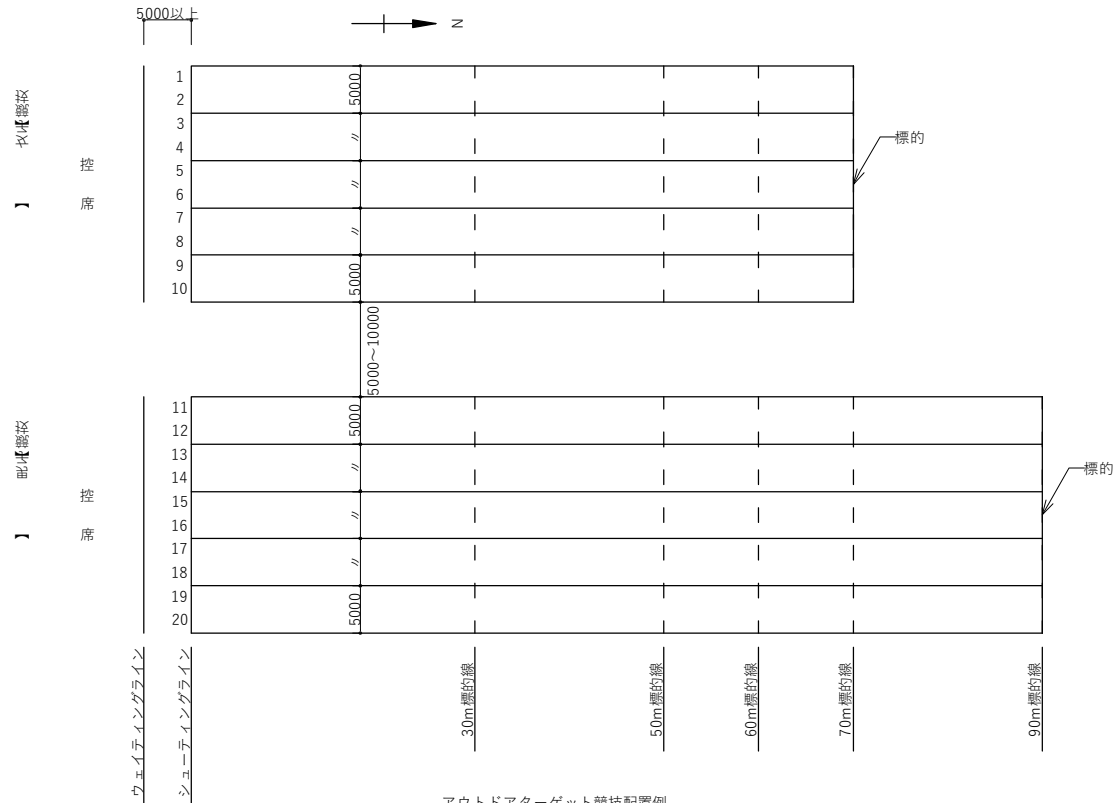 5000以上
N
控
席
1
2
3
4
5
6
7
8
9
10
5000
〃
〃
〃
5000
標的
5000~10000
控
席
11
12
13
14
15
16
17
18
19
20
5000
〃
〃
〃
5000
標的
ウェイティングライン
シューティングライン
30m標的線
50m標的線
60m標的線
70m標的線
90m標的線
アウトドアターゲット競技配置例